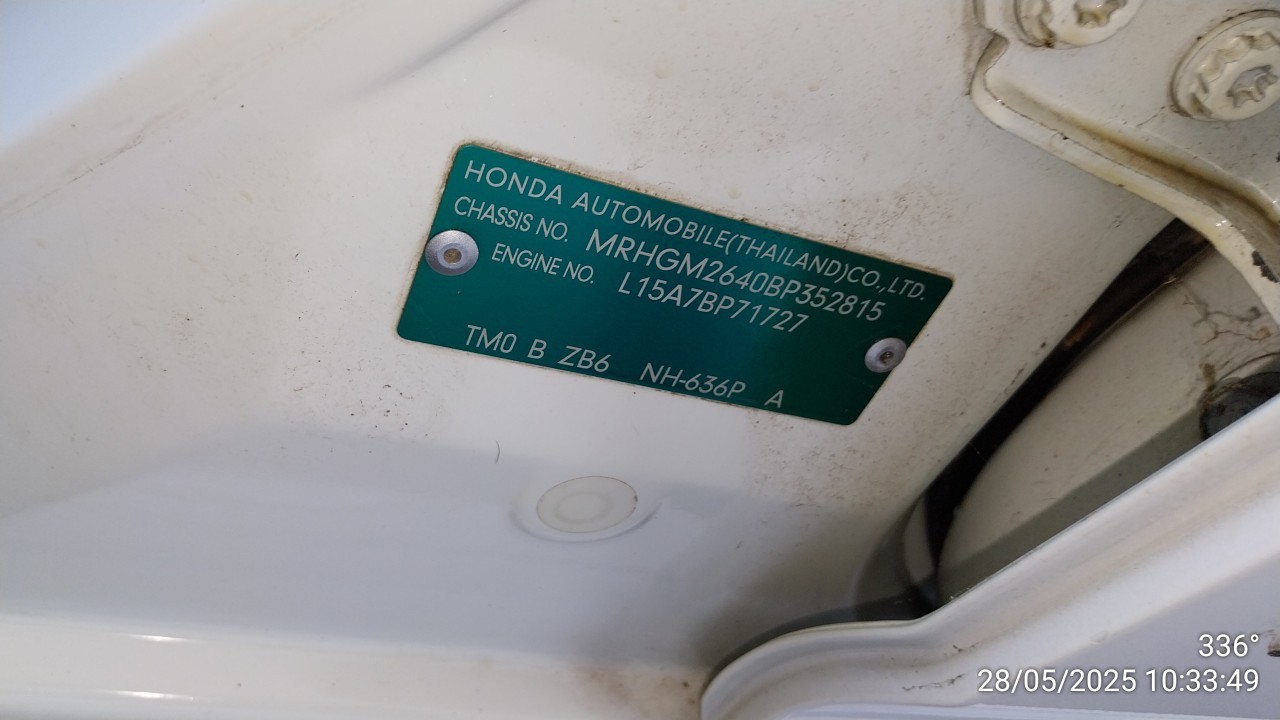 HONDA AUTOMOBILE(THAILAND)CO.,LTD.
CHASSIS NO. MRHGM2640BP352815
ENGINE NO. L15A7BP71727
TM0 B ZB6 NH-636P A
336°
28/05/2025 10:33:49